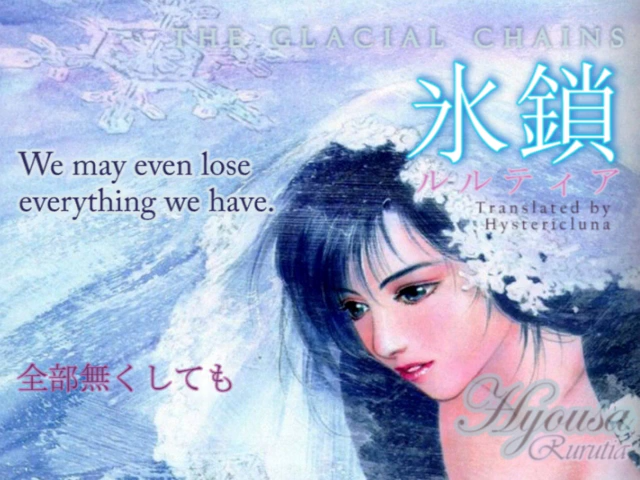 THE GLACIAL CHAINS
氷鎖
ルルティア
Translated by
Hystericluna
We may even lose
everything we have.
全部無くしても
Hyousa
Rurutia